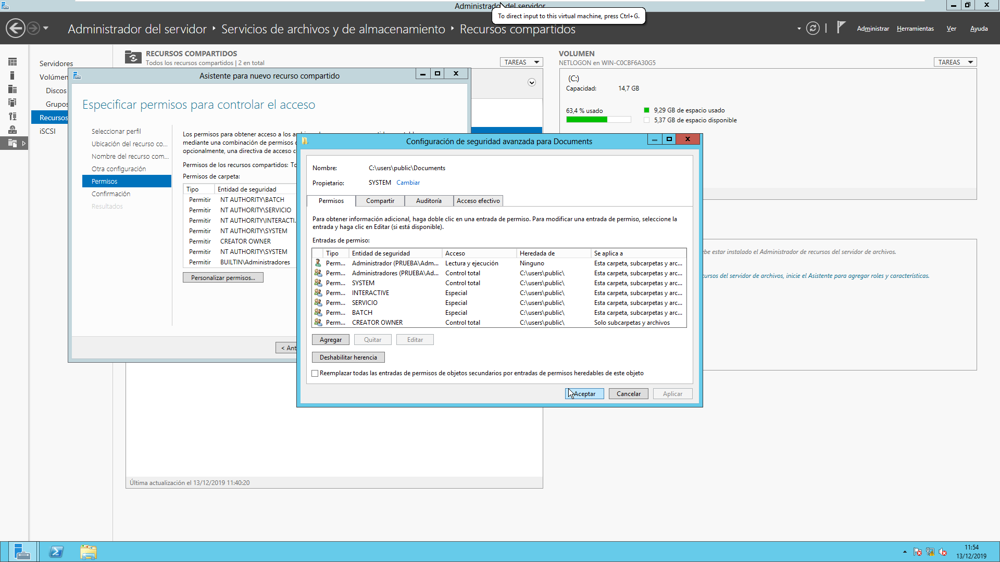 Administrador del servidor
To direct input to this virtual machine, press Ctrl+G.
Administrador del servidor ‣ Servicios de archivos y de almacenamiento ‣ Recursos compartidos
Administrar Herramientas Ver Ayuda
Servidores
Volúmen
Discos
Grupos
Recursos
iSCSI
RECURSOS COMPARTIDOS
Todos los recursos compartidos | 2 en total
TAREAS
VOLUMEN
NETLOGON en WIN-C0CBF6A30G5
TAREAS
(C:)
Capacidad: 14,7 GB
63,4 % usado
9,29 GB de espacio usado
5,37 GB de espacio disponible
Asistente para nuevo recurso compartido
Especificar permisos para controlar el acceso
Seleccionar perfil
Ubicación del recurso co...
Nombre del recurso com...
Otra configuración
Permisos
Confirmación
Resultados
Los permisos para obtener acceso a los
mediante una combinación de permisos
opcionalmente, una directiva de acceso c
Permisos de los recursos compartidos: To
Permisos de carpeta:
Tipo Entidad de seguridad
Permitir NT AUTHORITY\BATCH
Permitir NT AUTHORITY\SERVICIO
Permitir NT AUTHORITY\INTERACTI...
Permitir NT AUTHORITY\SYSTEM
Permitir CREATOR OWNER
Permitir NT AUTHORITY\SYSTEM
Permitir BUILTIN\Administradores
Personalizar permisos...
< Ant
Configuración de seguridad avanzada para Documents
Nombre: C:\users\public\Documents
Propietario: SYSTEM Cambiar
Permisos Compartir Auditoría Acceso efectivo
Para obtener información adicional, haga doble clic en una entrada de permiso. Para modificar una entrada de permiso, seleccione la
entrada y haga clic en Editar (si está disponible).
Entradas de permiso:
Tipo Entidad de seguridad Acceso Heredada de Se aplica a
Perm... Administrador (PRUEBA\Adm... Lectura y ejecución Ninguno Esta carpeta, subcarpetas y arc...
Perm... Administradores (PRUEBA\Ad... Control total C:\users\public\ Esta carpeta, subcarpetas y arc...
Perm... SYSTEM Control total C:\users\public\ Esta carpeta, subcarpetas y arc...
Perm... INTERACTIVE Especial C:\users\public\ Esta carpeta, subcarpetas y arc...
Perm... SERVICIO Especial C:\users\public\ Esta carpeta, subcarpetas y arc...
Perm... BATCH Especial C:\users\public\ Esta carpeta, subcarpetas y arc...
Perm... CREATOR OWNER Control total C:\users\public\ Solo subcarpetas y archivos
Agregar Quitar Editar
Deshabilitar herencia
Reemplazar todas las entradas de permisos de objetos secundarios por entradas de permisos heredables de este objeto
Aceptar Cancelar Aplicar
be estar instalado el Administrador de recursos del servidor de archivos.
ursos del servidor de archivos, inicie el Asistente para agregar roles y características.
Última actualización el 13/12/2019 11:40:20
11:54
13/12/2019